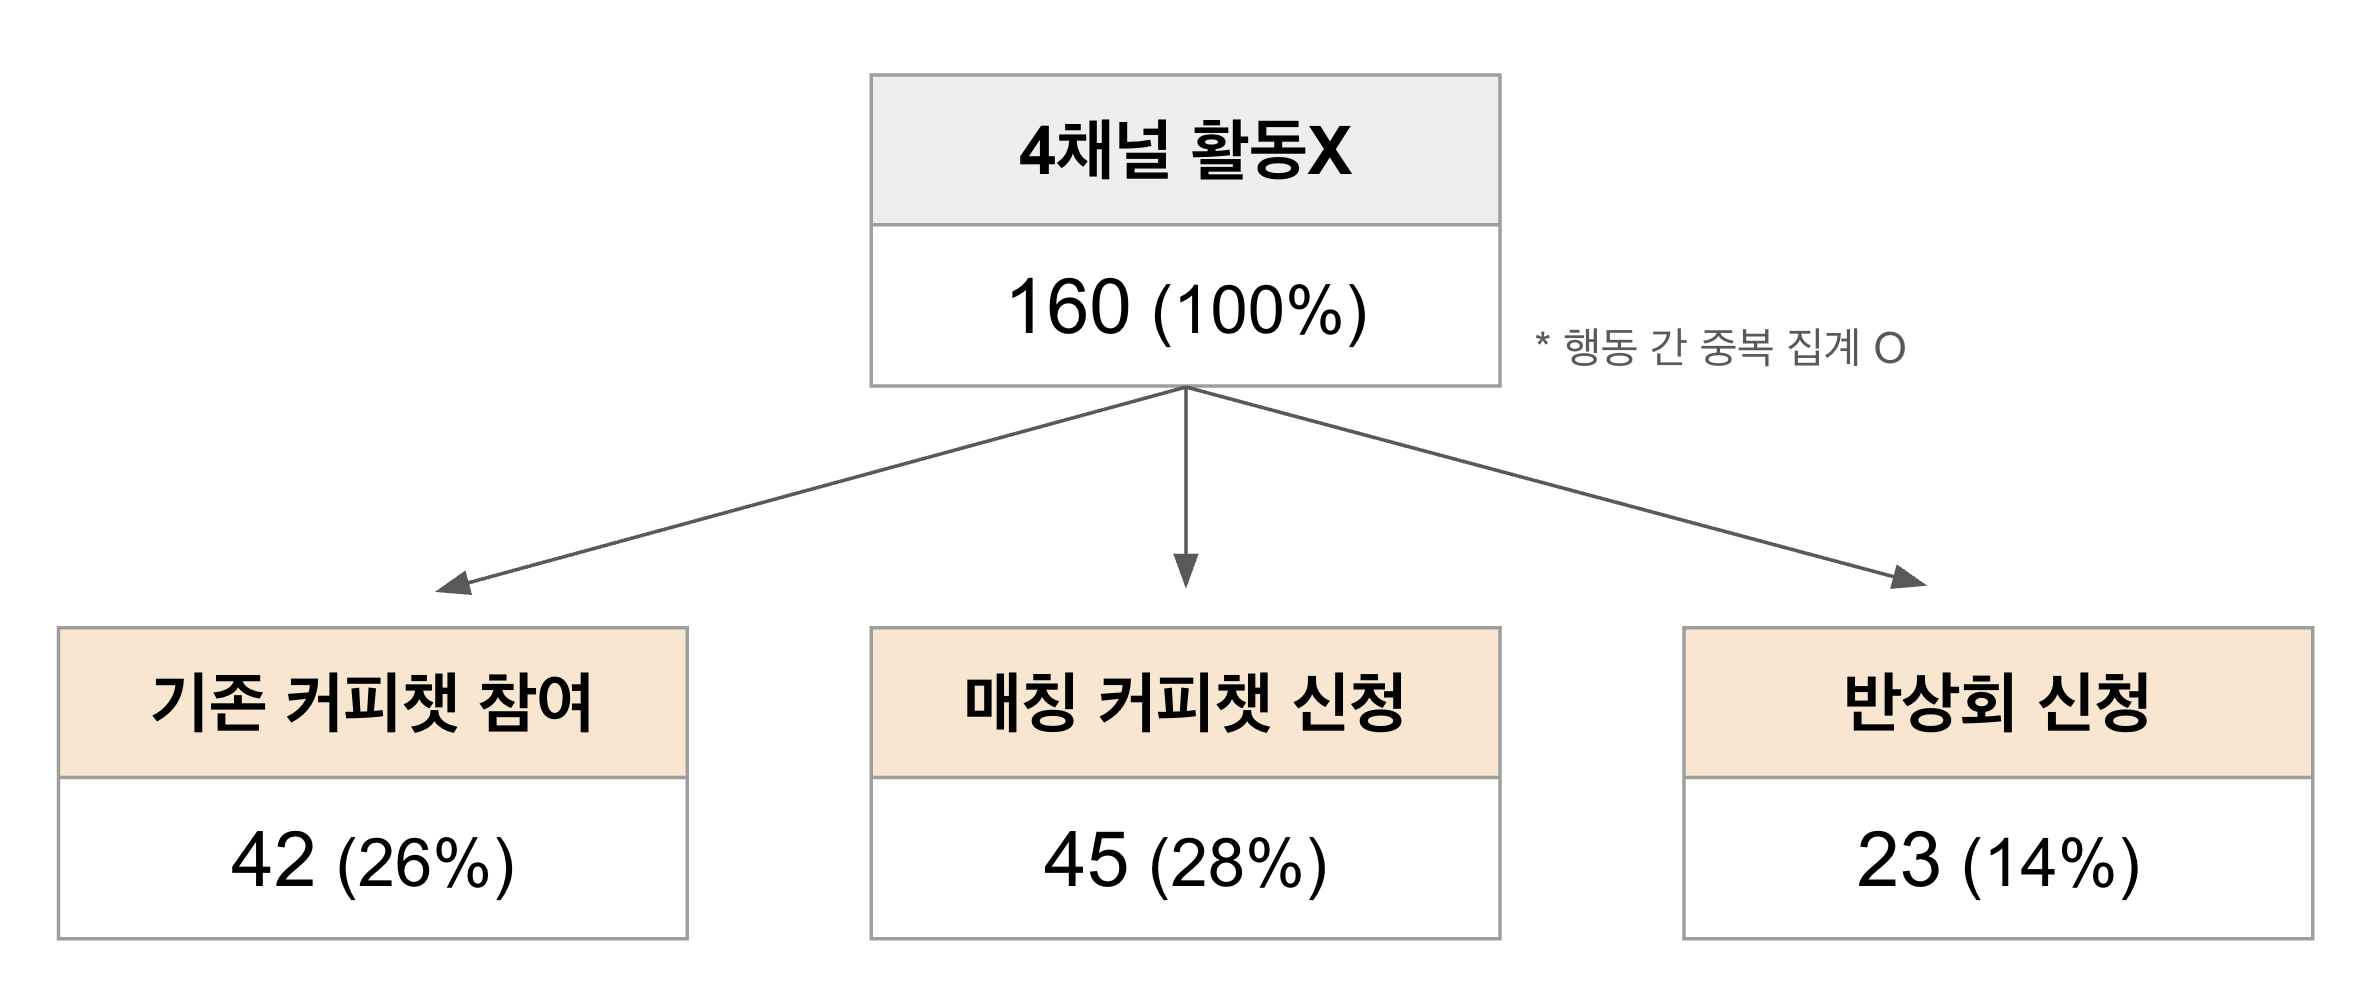 4채널 활동X
160 (100%)
* 행동 간 중복 집계 O
기존 커피챗 참여
42 (26%)
매칭 커피챗 신청
45 (28%)
반상회 신청
23 (14%)